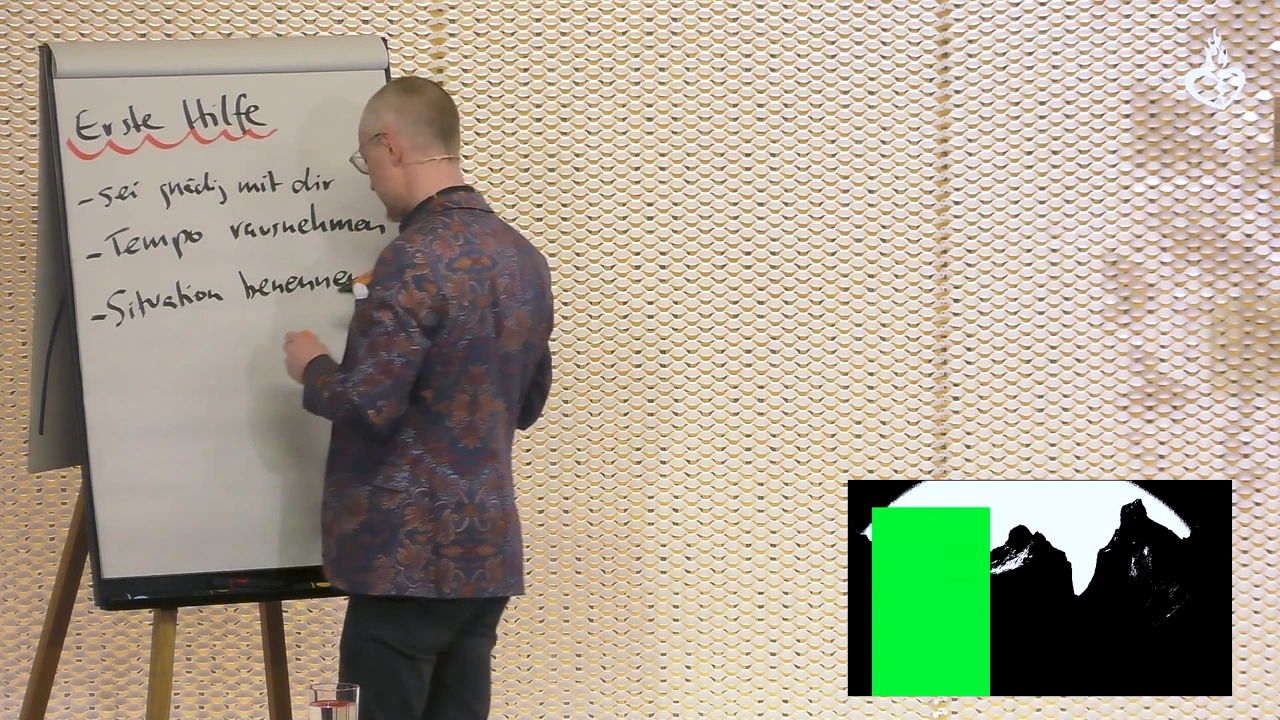 Erste Hilfe
- sei gnädig mit dir
- Tempo rausnehmen
- Situation benennen